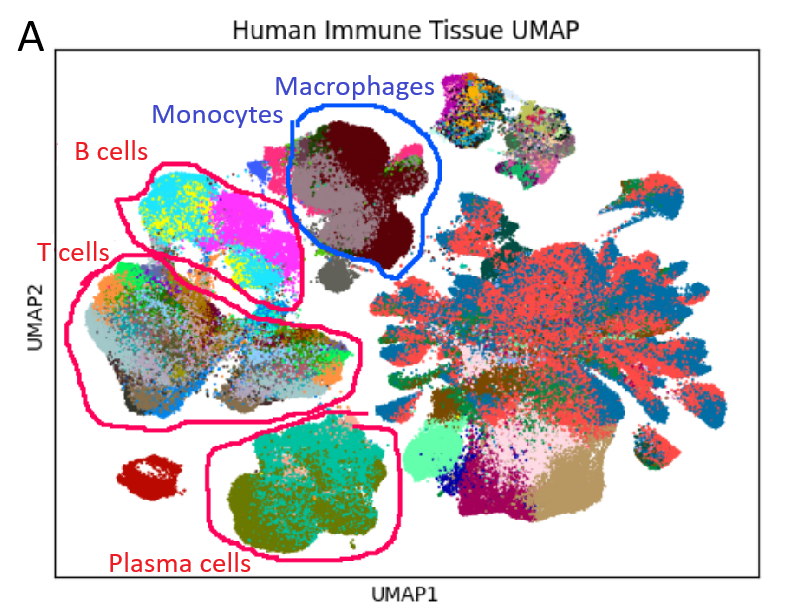 A
Human Immune Tissue UMAP
Macrophages
Monocytes
B cells
T cells
UMAP2
Plasma cells
UMAP1